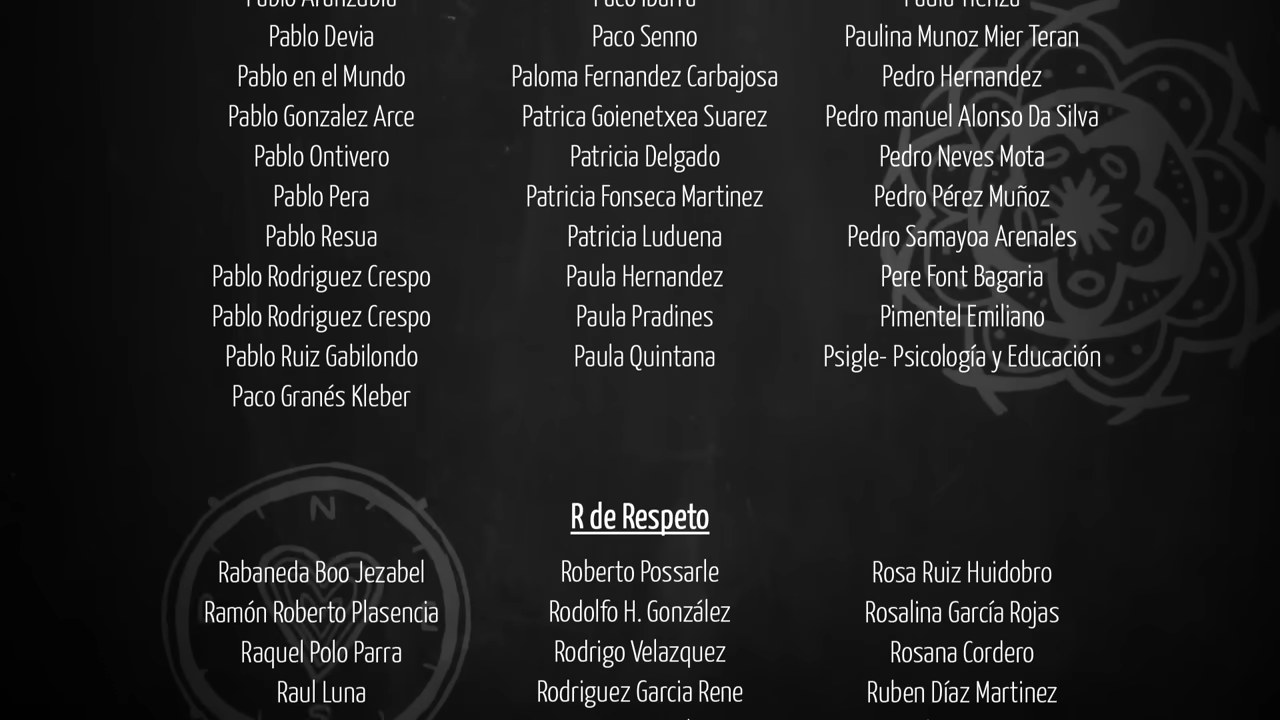 Pablo Devia
Pablo en el Mundo
Pablo Gonzalez Arce
Pablo Ontivero
Pablo Pera
Pablo Resua
Pablo Rodriguez Crespo
Pablo Rodriguez Crespo
Pablo Ruiz Gabilondo
Paco Granés Kleber
Paco Senno
Paloma Fernandez Carbajosa
Patrica Goienetxea Suarez
Patricia Delgado
Patricia Fonseca Martinez
Patricia Luduena
Paula Hernandez
Paula Pradines
Paula Quintana
Paulina Munoz Mier Teran
Pedro Hernandez
Pedro manuel Alonso Da Silva
Pedro Neves Mota
Pedro Pérez Muñoz
Pedro Samayoa Arenales
Pere Font Bagaria
Pimentel Emiliano
Psigle- Psicología y Educación
N
R de Respeto
Rabaneda Boo Jezabel
Ramón Roberto Plasencia
Raquel Polo Parra
Raul Luna
Roberto Possarle
Rodolfo H. González
Rodrigo Velazquez
Rodriguez Garcia Rene
Rosa Ruiz Huidobro
Rosalina García Rojas
Rosana Cordero
Ruben Díaz Martinez